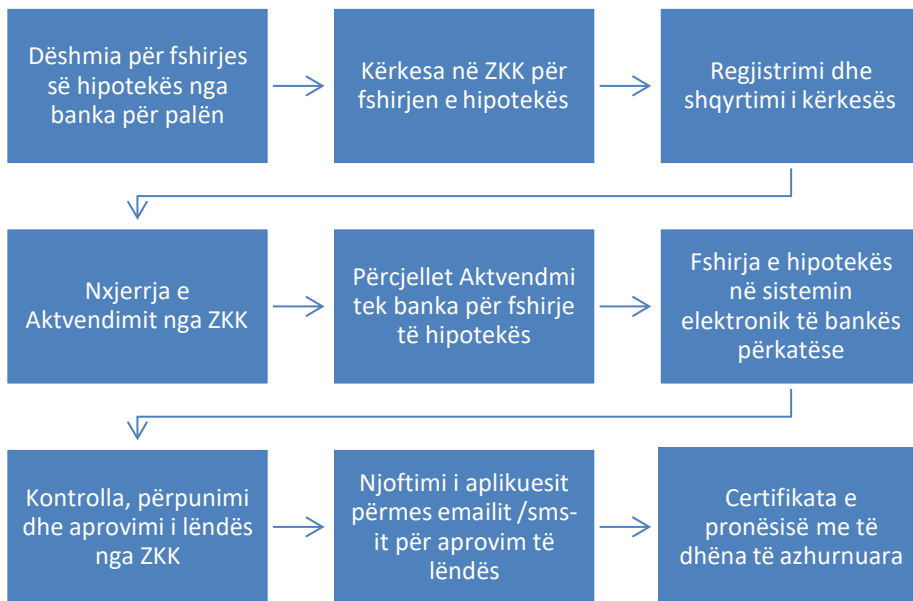 Dëshmia për fshirjes
së hipotekës nga
banka për palën
Kërkesa në ZKK për
fshirjen e hipotekës
Regjistrimi dhe
shqyrtimi i kërkesës
Nxjerrja e
Aktvendimit nga ZKK
Përcjellet Aktvendmi
tek banka për fshirje
të hipotekës
Fshirja e hipotekës
në sistemin
elektronik të bankës
përkatëse
Kontrolla, përpunimi
dhe aprovimi i lëndës
nga ZKK
Njoftimi i aplikuesit
përmes emailit /sms-
it për aprovim të
lëndës
Certifikata e
pronësisë me të
dhëna të azhurnuara